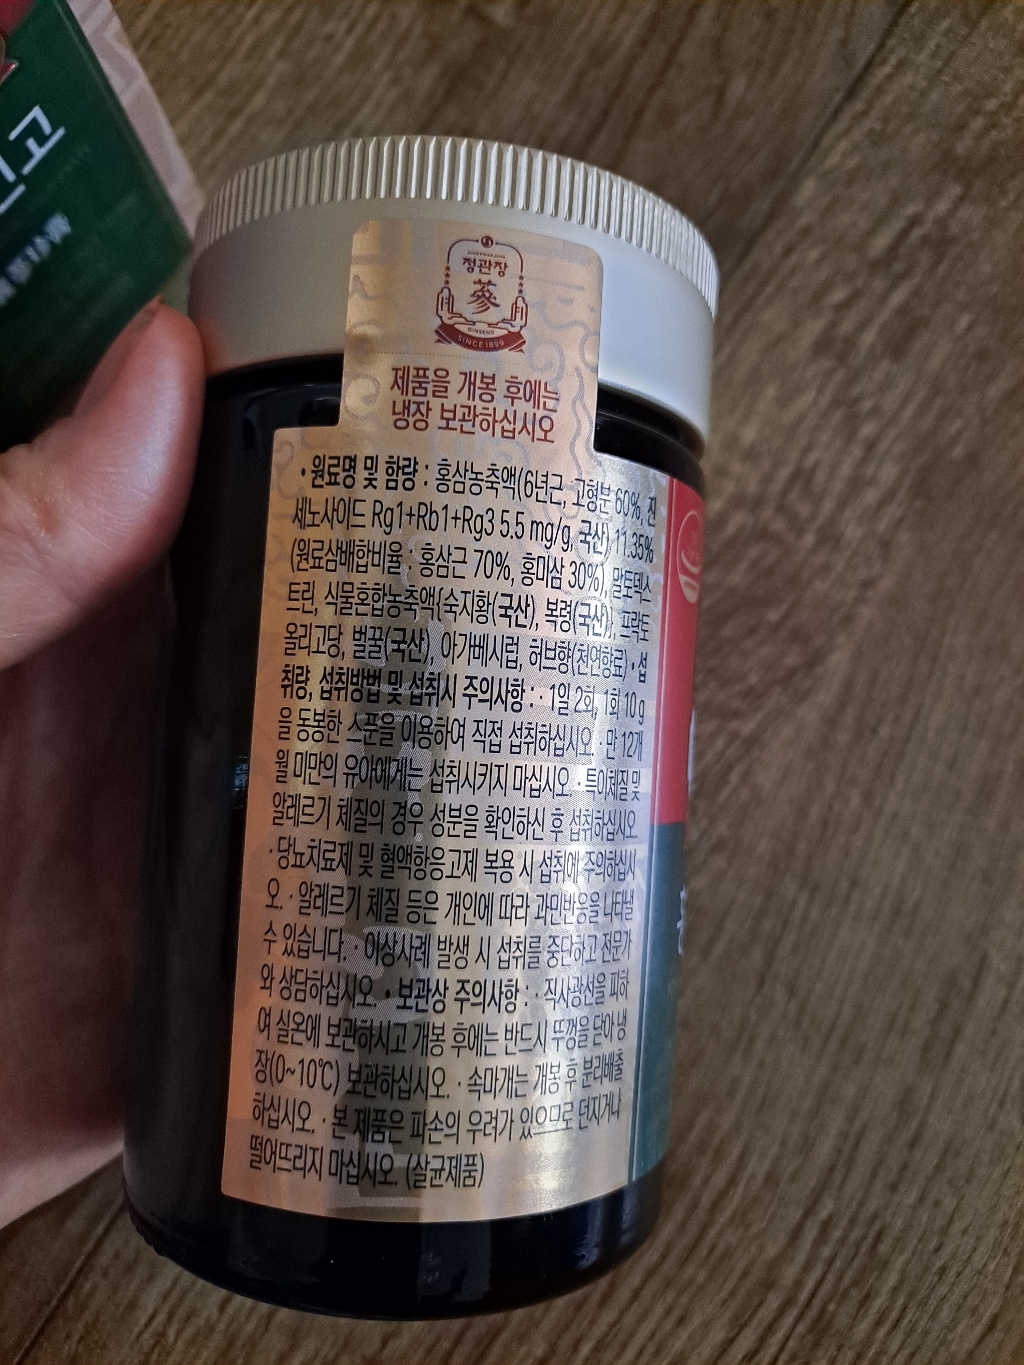 고
정관장
蔘
GINSENG
SINCE 1899
제품을 개봉 후에는
냉장 보관하십시오
• 원료명 및 함량 : 홍삼농축액(6년근, 고형분 60%, 진
세노사이드 Rg1+Rb1+Rg3 5.5 mg/g, 국산) 11.35%
(원료삼배합비율 : 홍삼근 70%, 홍미삼 30%), 말토덱스
트린, 식물혼합농축액{숙지황(국산), 복령(국산), 프락토
올리고당, 벌꿀(국산), 아가베시럽, 허브향(천연향료) • 섭
취량, 섭취방법 및 섭취시 주의사항 : · 1일 2회, 1회 10 g
을 동봉한 스푼을 이용하여 직접 섭취하십시오. · 만 12개
월 미만의 유아에게는 섭취시키지 마십시오. · 특이체질 및
알레르기 체질의 경우 성분을 확인하신 후 섭취하십시오.
· 당뇨치료제 및 혈액항응고제 복용 시 섭취에 주의하십시
오. · 알레르기 체질 등은 개인에 따라 과민반응을 나타낼
수 있습니다. · 이상사례 발생 시 섭취를 중단하고 전문가
와 상담하십시오. • 보관상 주의사항 : · 직사광선을 피하
여 실온에 보관하시고 개봉 후에는 반드시 뚜껑을 닫아 냉
장(0~10℃) 보관하십시오. · 속마개는 개봉 후 분리배출
하십시오. · 본 제품은 파손의 우려가 있으므로 던지거나
떨어뜨리지 마십시오. (살균제품)